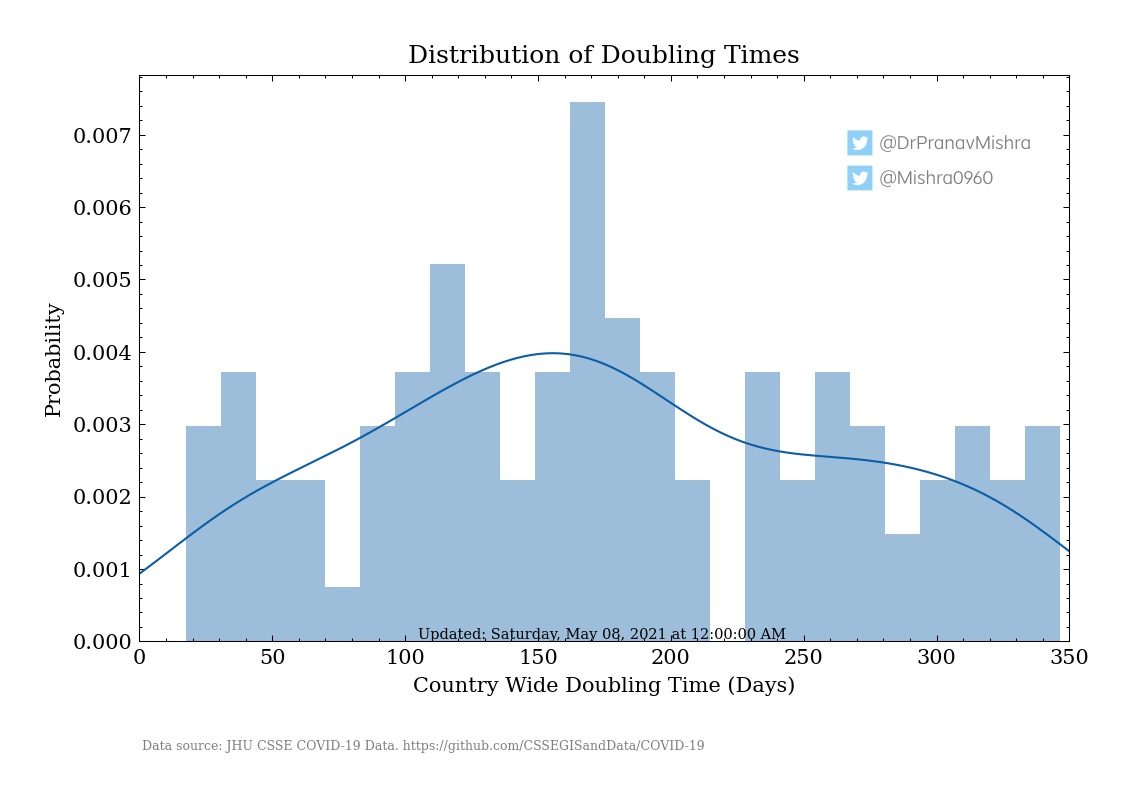 Distribution of Doubling Times
0.007
0.006
0.005
0.004
0.003
0.002
0.001
0.000
Probability
@DrPranavMishra
@Mishra0960
Updated: Saturday, May 08, 2021 at 12:00:00 AM
0 50 100 150 200 250 300 350
Country Wide Doubling Time (Days)
Data source: JHU CSSE COVID-19 Data. https://github.com/CSSEGISandData/COVID-19